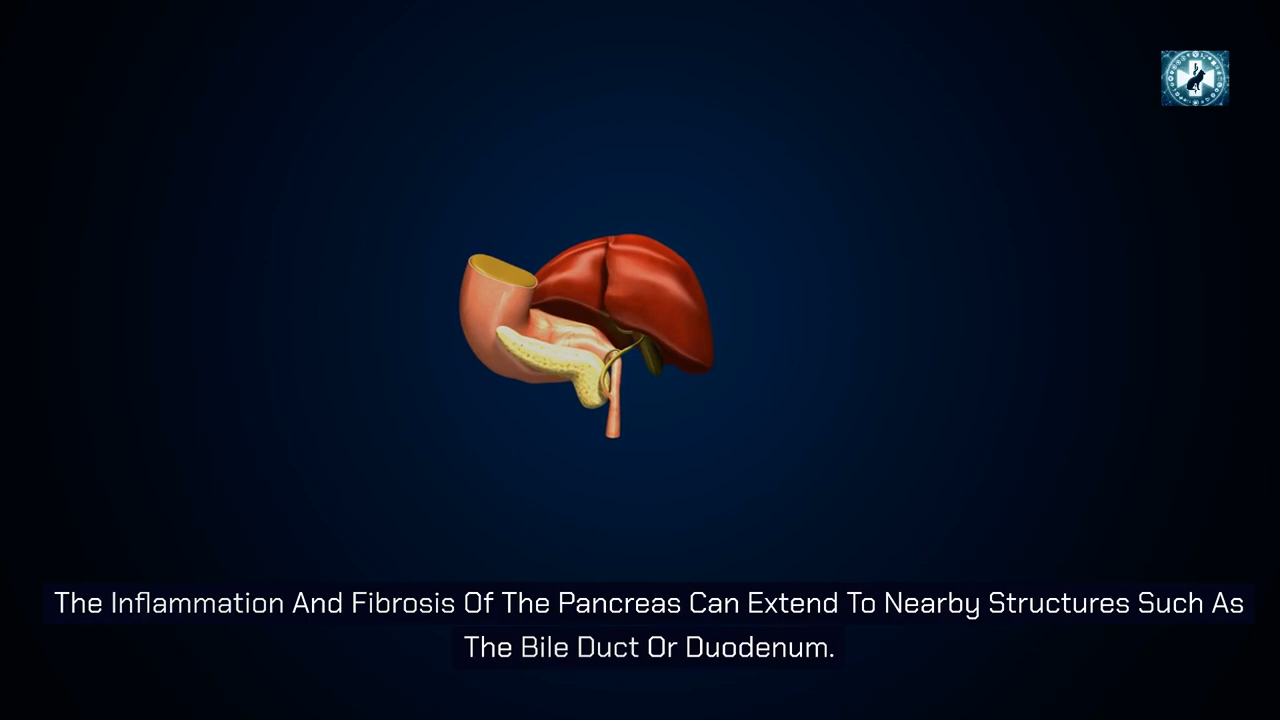 The Inflammation And Fibrosis Of The Pancreas Can Extend To Nearby Structures Such As
The Bile Duct Or Duodenum.